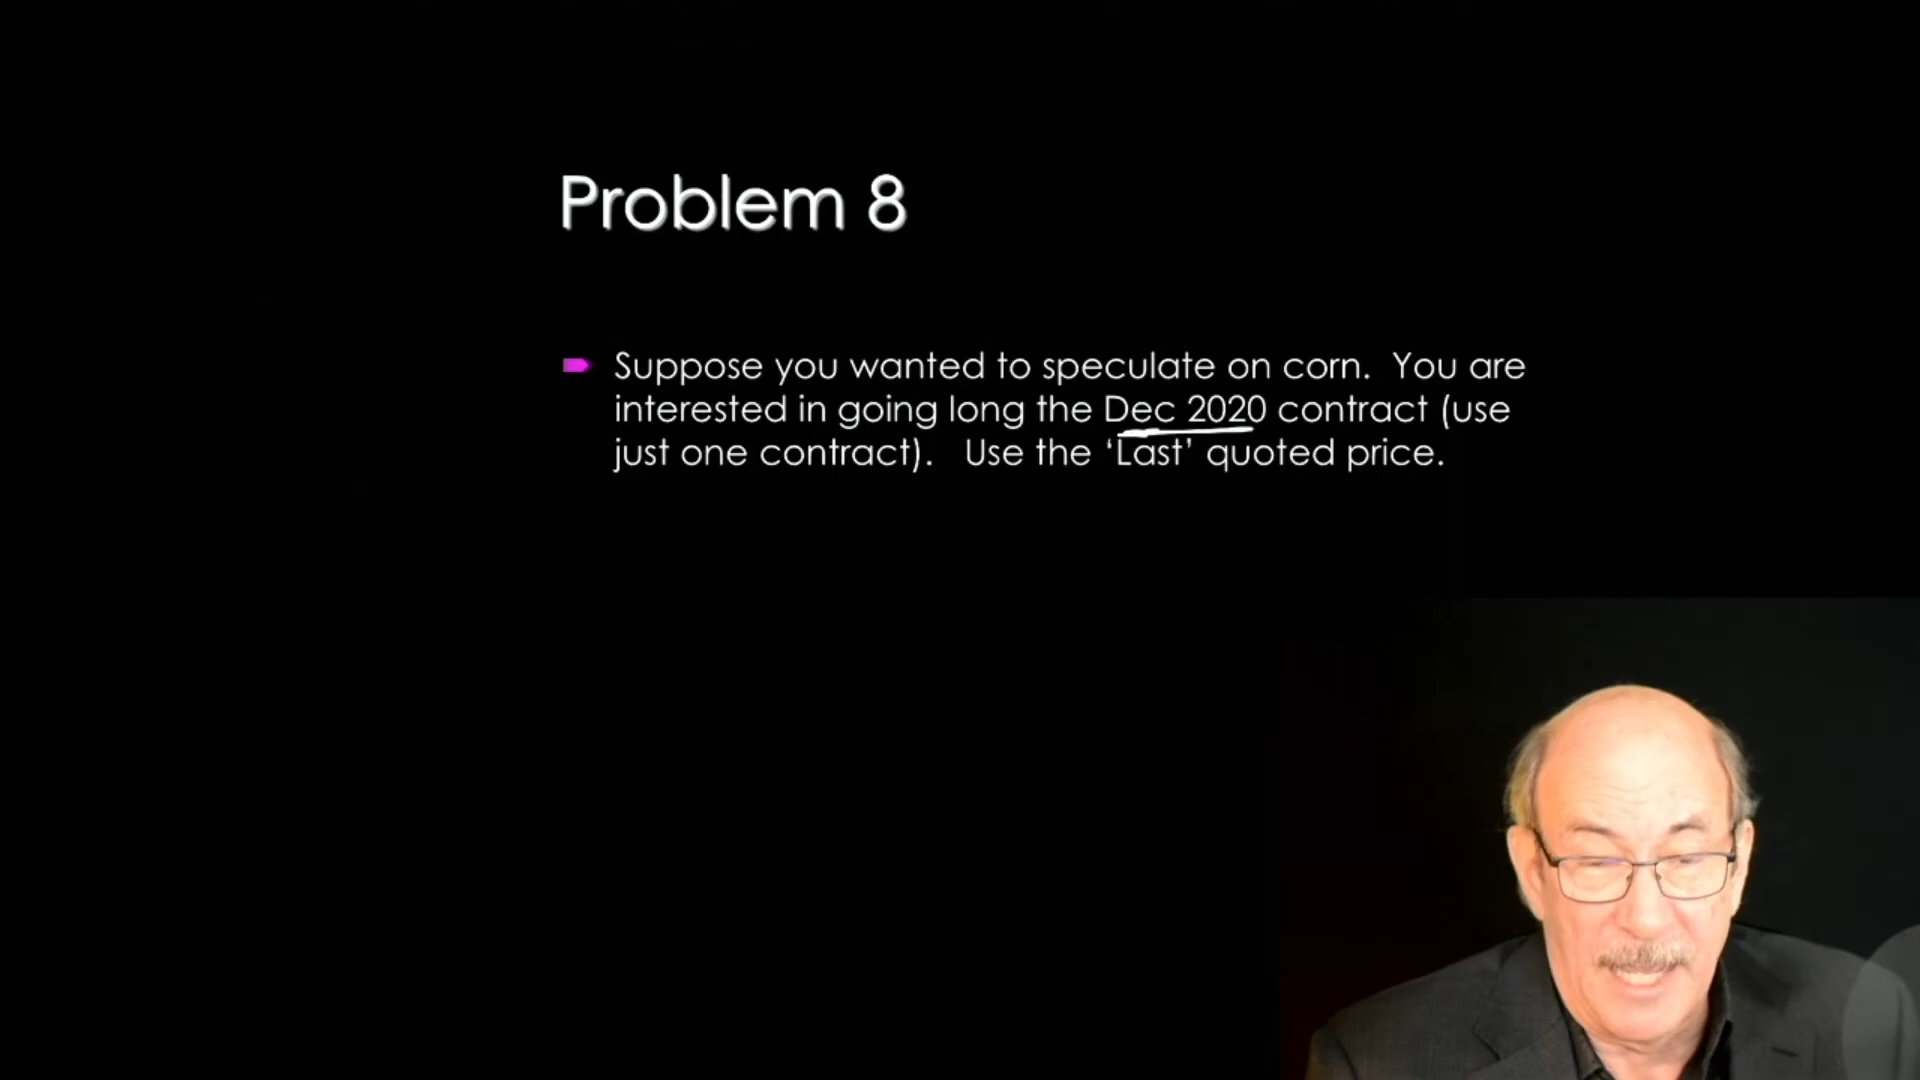 Problem 8
Suppose you wanted to speculate on corn. You are
interested in going long the Dec 2020 contract (use
just one contract). Use the ‘Last’ quoted price.